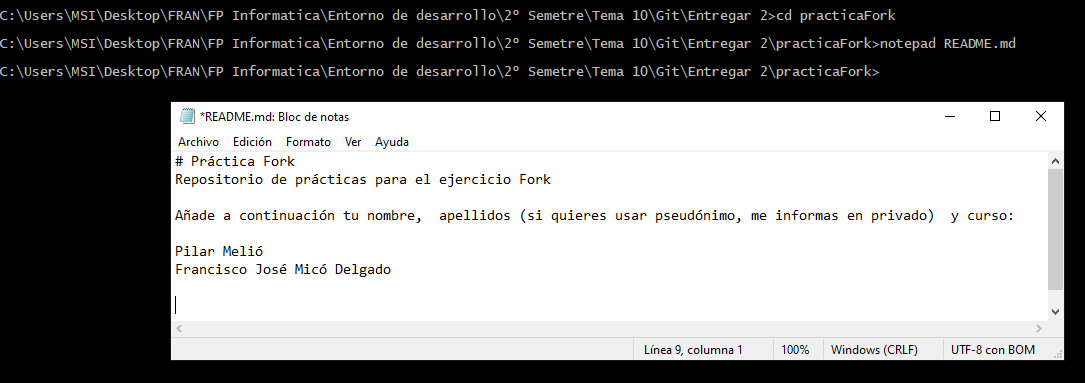 C:\Users\MSI\Desktop\FRAN\FP Informatica\Entorno de desarrollo\2º Semetre\Tema 10\Git\Entregar 2>cd practicaFork
C:\Users\MSI\Desktop\FRAN\FP Informatica\Entorno de desarrollo\2º Semetre\Tema 10\Git\Entregar 2\practicaFork>notepad README.md
C:\Users\MSI\Desktop\FRAN\FP Informatica\Entorno de desarrollo\2º Semetre\Tema 10\Git\Entregar 2\practicaFork>
*README.md: Bloc de notas
Archivo Edición Formato Ver Ayuda
# Práctica Fork
Repositorio de prácticas para el ejercicio Fork
Añade a continuación tu nombre,  apellidos (si quieres usar pseudónimo, me informas en privado)  y curso:
Pilar Melió
Francisco José Micó Delgado
Línea 9, columna 1 100% Windows (CRLF) UTF-8 con BOM